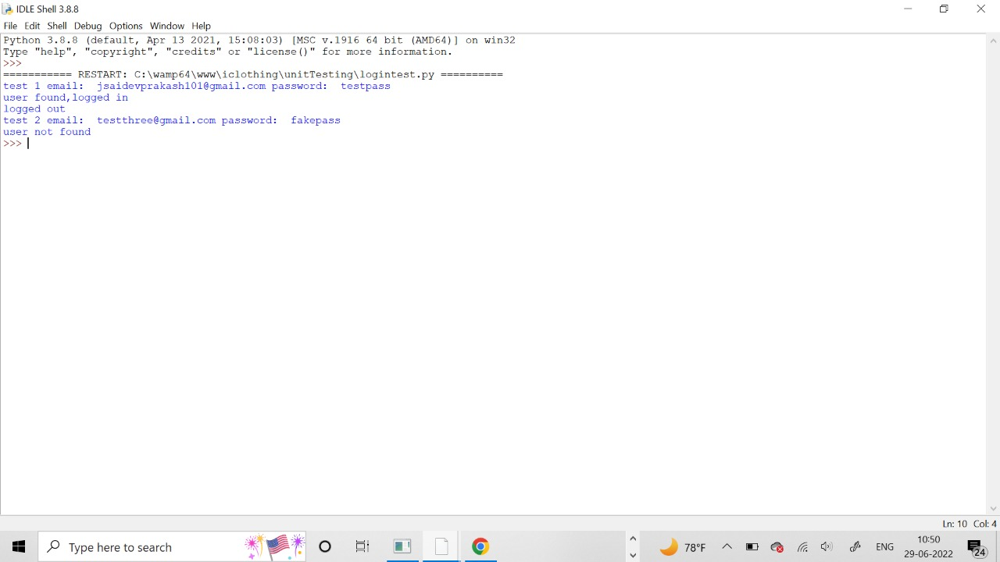 IDLE Shell 3.8.8
File Edit Shell Debug Options Window Help
Python 3.8.8 (default, Apr 13 2021, 15:08:03) [MSC v.1916 64 bit (AMD64)] on win32
Type "help", "copyright", "credits" or "license()" for more information.
>>>
=========== RESTART: C:\wamp64\www\iclothing\unitTesting\logintest.py ==========
test 1 email:  jsaidevprakash101@gmail.com password:  testpass
user found,logged in
logged out
test 2 email:  testthree@gmail.com password:  fakepass
user not found
>>>
Ln: 10 Col: 4
Type here to search
78°F
ENG
10:50
29-06-2022
24